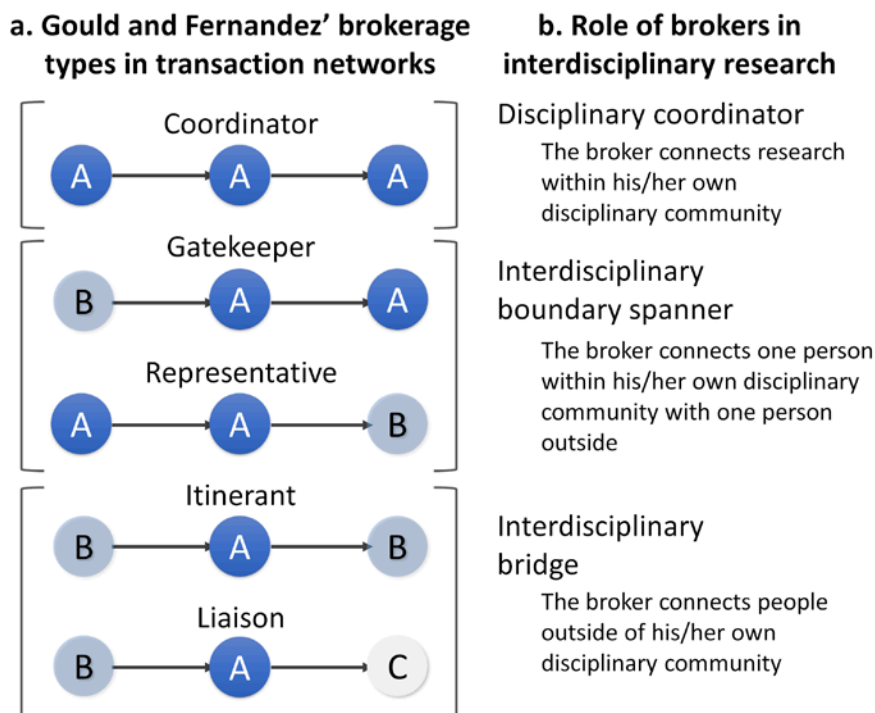 a. Gould and Fernandez’ brokerage
types in transaction networks
Coordinator
A A A
Gatekeeper
B A A
Representative
A A B
Itinerant
B A B
Liaison
B A C
b. Role of brokers in
interdisciplinary research
Disciplinary coordinator
The broker connects research
within his/her own
disciplinary community
Interdisciplinary
boundary spanner
The broker connects one person
within his/her own disciplinary
community with one person
outside
Interdisciplinary
bridge
The broker connects people
outside of his/her own
disciplinary community